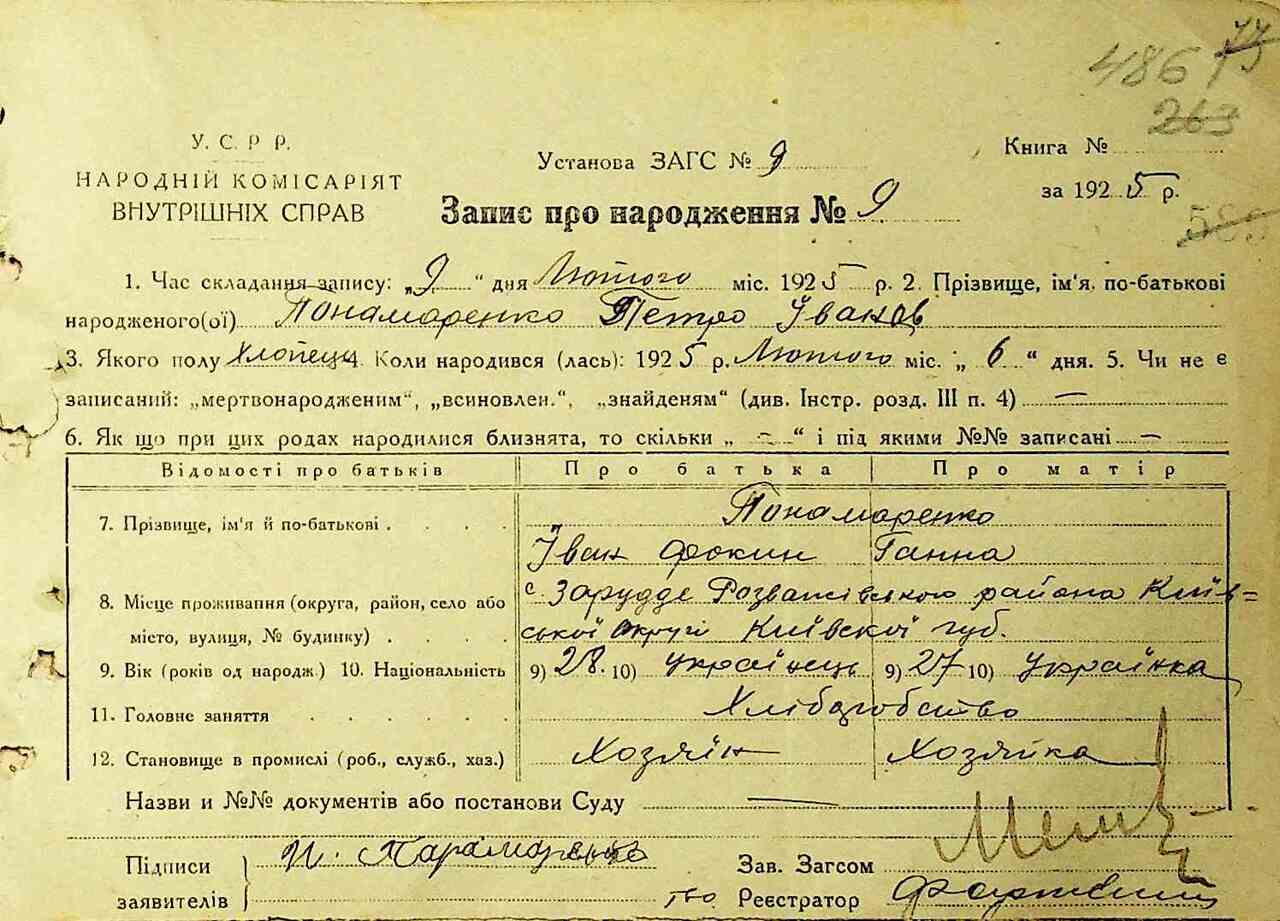 486 73
263
У. С. Р Р.
НАРОДНІЙ КОМІСАРІЯТ
ВНУТРІШНІХ СПРАВ
Установа ЗАГС № 9
Запис про народження № 9
Книга №
за 1925 р.
1. Час складання запису: „9“ дня Лютого міс. 1925 р. 2. Прізвище, ім'я, по-батькові
народженого(ої) Понамаренко Петро Іванов
3. Якого полу Хлопець 4. Коли народився (лась): 1925 р. Лютого міс. „6“ дня. 5. Чи не є
записаний: „мертвонародженим“, „всиновлен.“, „знайденям“ (див. Інстр. розд. III п. 4) —
6. Як що при цих родах народилися близнята, то скільки „ - “ і під якими №№ записані —
Відомості про батьків Про батька Про матір
7. Прізвище, ім'я й по-батькові . . . . Понамаренко
Іван Фокин Ганна
8. Місце проживання (округа, район, село або с. Зарудде Розважівського района Київ=
місто, вулиця, № будинку) . . . . ської округі Київскої губ.
9. Вік (років од народж.) 10. Національність 9) 28. 10) українець 9) 27 10) Українка
11. Головне заняття . . . . . . Хліборобство
12. Становище в промислі (роб., служб., хаз.) Хозяїн Хозяйка
Назви и №№ документів або постанови Суду —
Підписи
заявителів
Зав. Загсом
Реєстратор